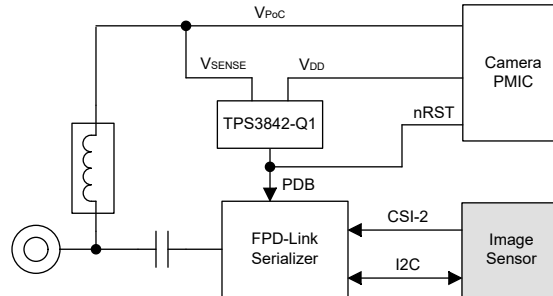 VPoC
VSENSE
VDD
Camera
PMIC
TPS3842-Q1
nRST
PDB
FPD-Link
Serializer
CSI-2
I2C
Image
Sensor